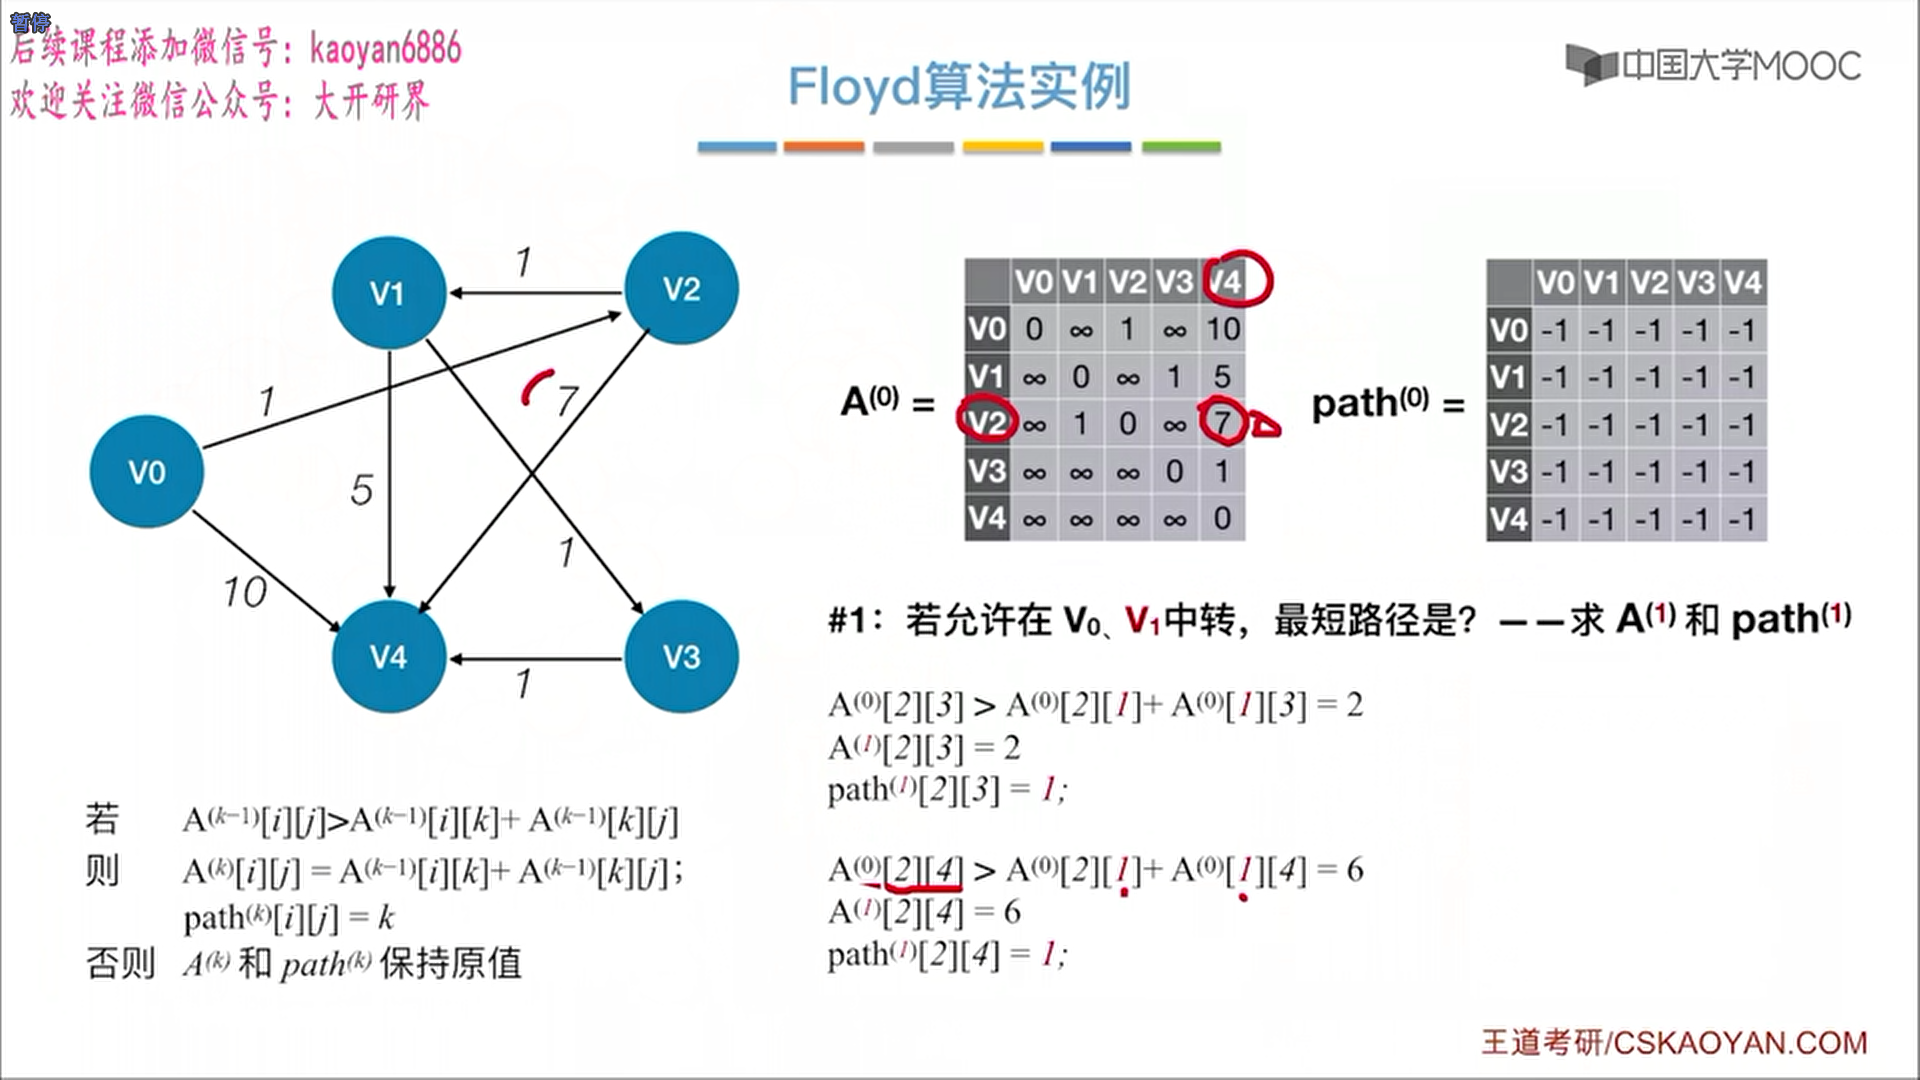 暂停
后续课程添加微信号：kaoyan6886
欢迎关注微信公众号：大开研界
Floyd算法实例
中国大学MOOC
V1
V2
V0
V4
V3
1
1
7
5
1
10
1
A(0) =
V0 V1 V2 V3 V4
V0 0 ∞ 1 ∞ 10
V1 ∞ 0 ∞ 1 5
V2 ∞ 1 0 ∞ 7
V3 ∞ ∞ ∞ 0 1
V4 ∞ ∞ ∞ ∞ 0
path(0) =
V0 V1 V2 V3 V4
V0 -1 -1 -1 -1 -1
V1 -1 -1 -1 -1 -1
V2 -1 -1 -1 -1 -1
V3 -1 -1 -1 -1 -1
V4 -1 -1 -1 -1 -1
#1：若允许在 V0、V1中转，最短路径是？——求 A(1) 和 path(1)
A(0)[2][3] > A(0)[2][1]+ A(0)[1][3] = 2
A(1)[2][3] = 2
path(1)[2][3] = 1;
A(0)[2][4] > A(0)[2][1]+ A(0)[1][4] = 6
A(1)[2][4] = 6
path(1)[2][4] = 1;
若 A(k−1)[i][j]>A(k−1)[i][k]+ A(k−1)[k][j]
则 A(k)[i][j] = A(k−1)[i][k]+ A(k−1)[k][j]；
path(k)[i][j] = k
否则 A(k) 和 path(k) 保持原值
王道考研/CSKAOYAN.COM